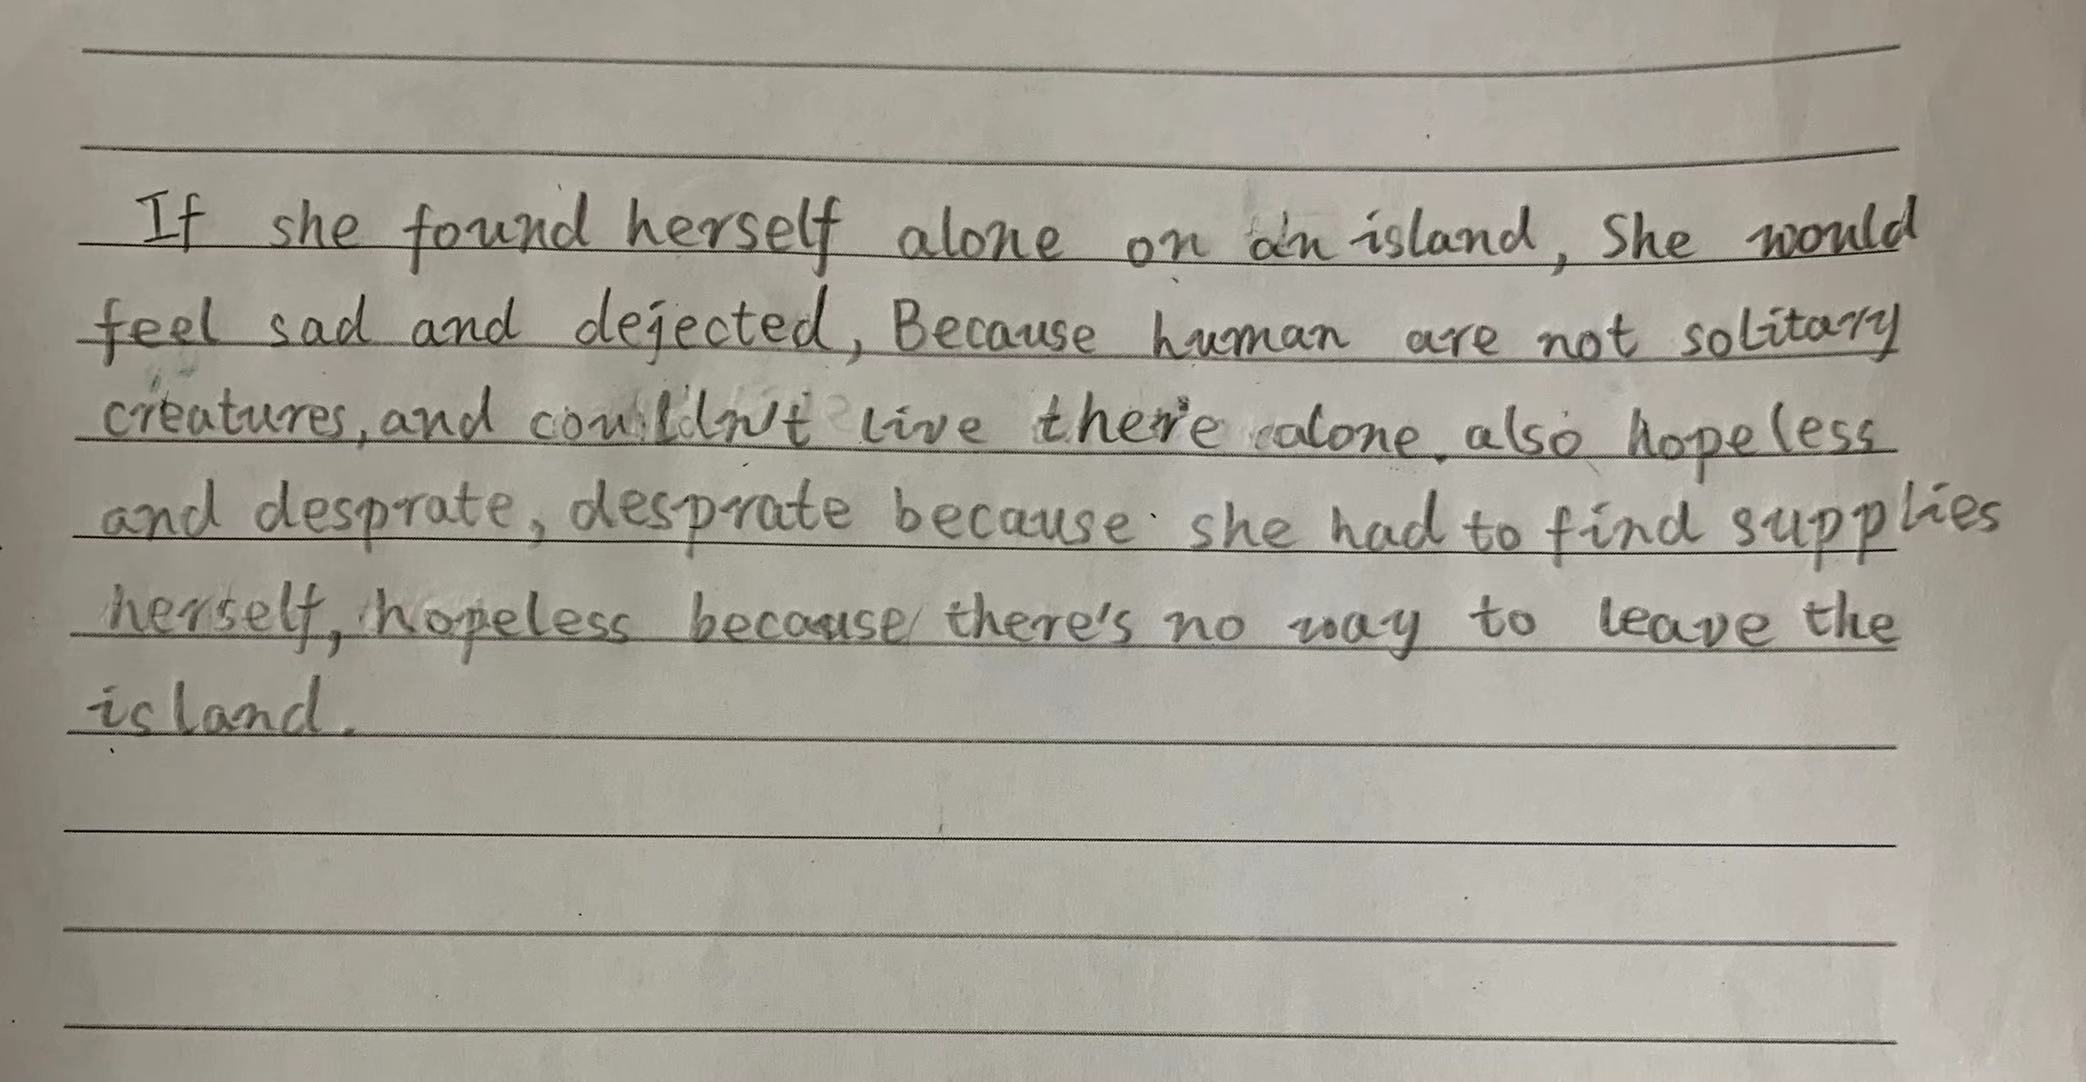 If she found herself alone on an island, She would
feel sad and dejected, Because human are not solitary
creatures, and couldn't live there alone. also hopeless
and desprate, desprate because she had to find supplies
herself, hopeless because there's no way to leave the
island.